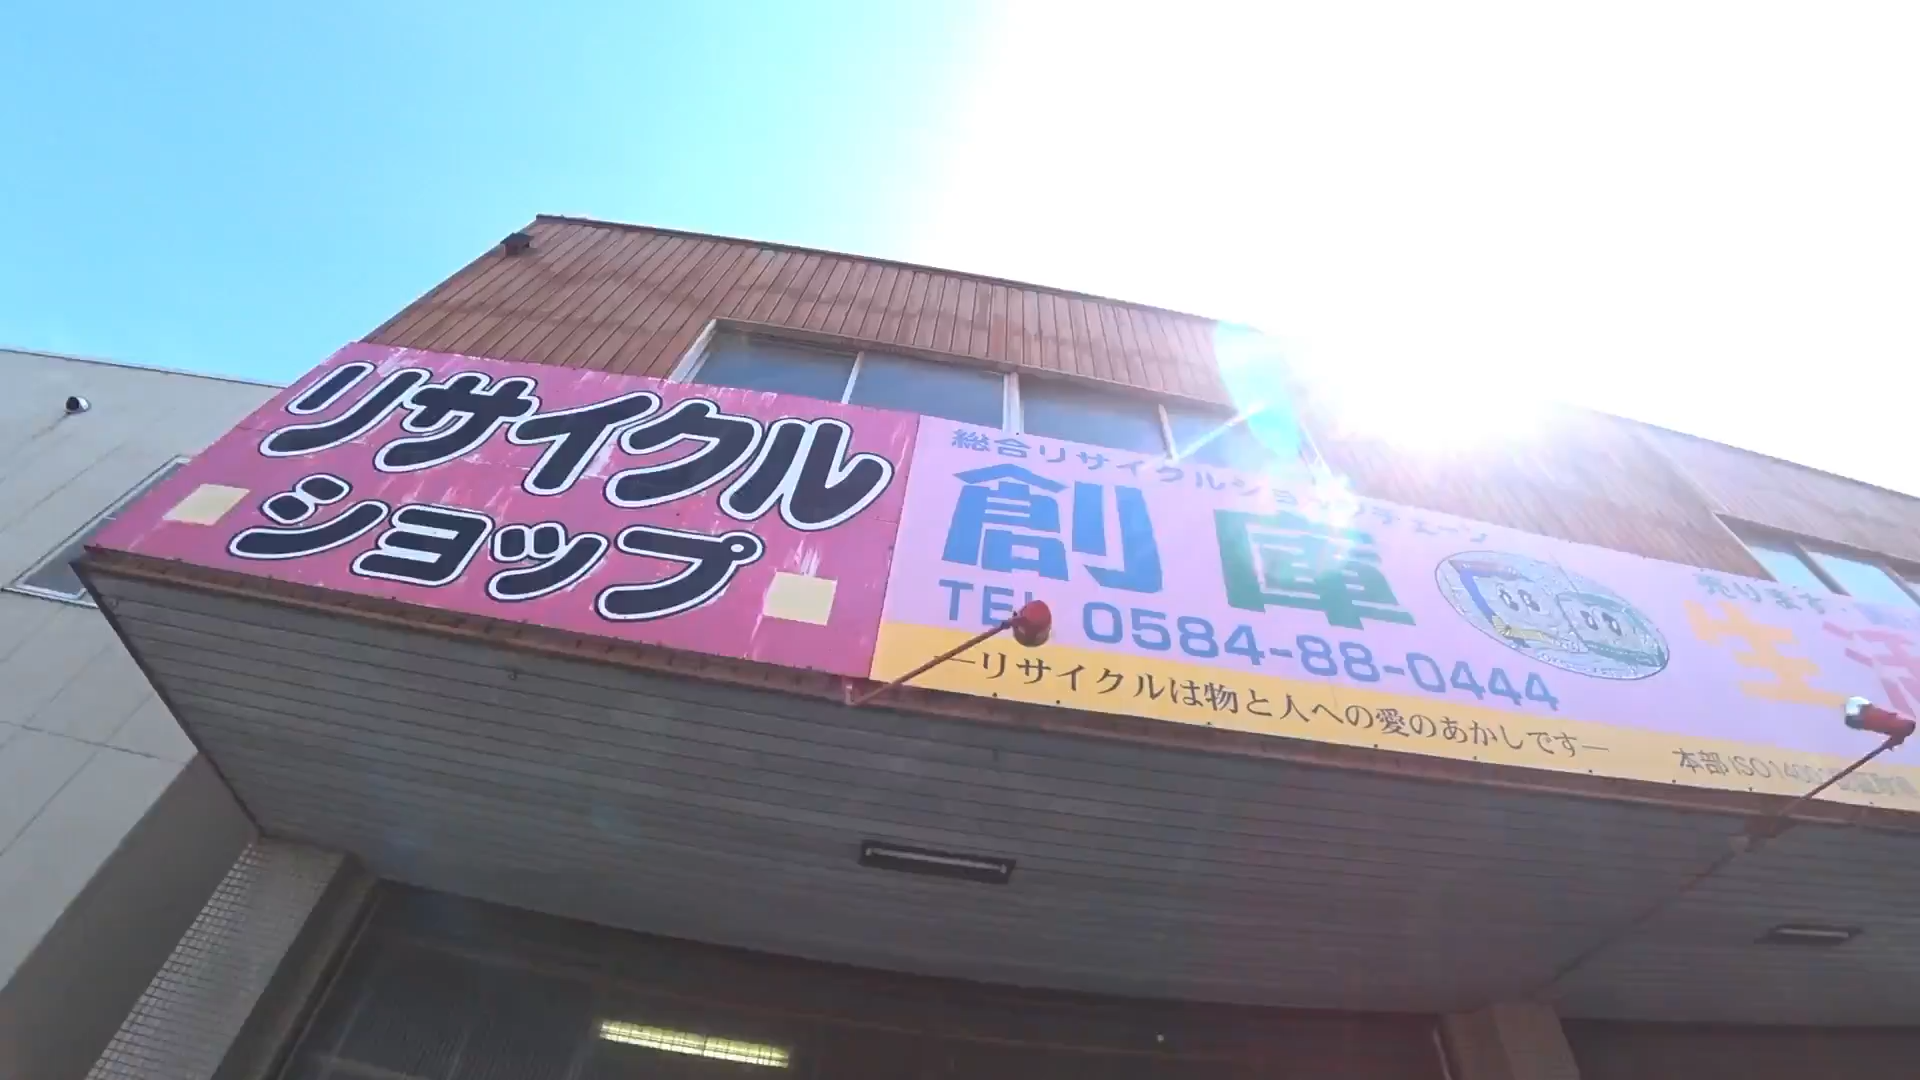 リサイクル
ショップ
総合リサイクルショップチェーン
創庫
TEL 0584-88-0444
―リサイクルは物と人への愛のあかしです―
売ります・
生活
本部ISO1400